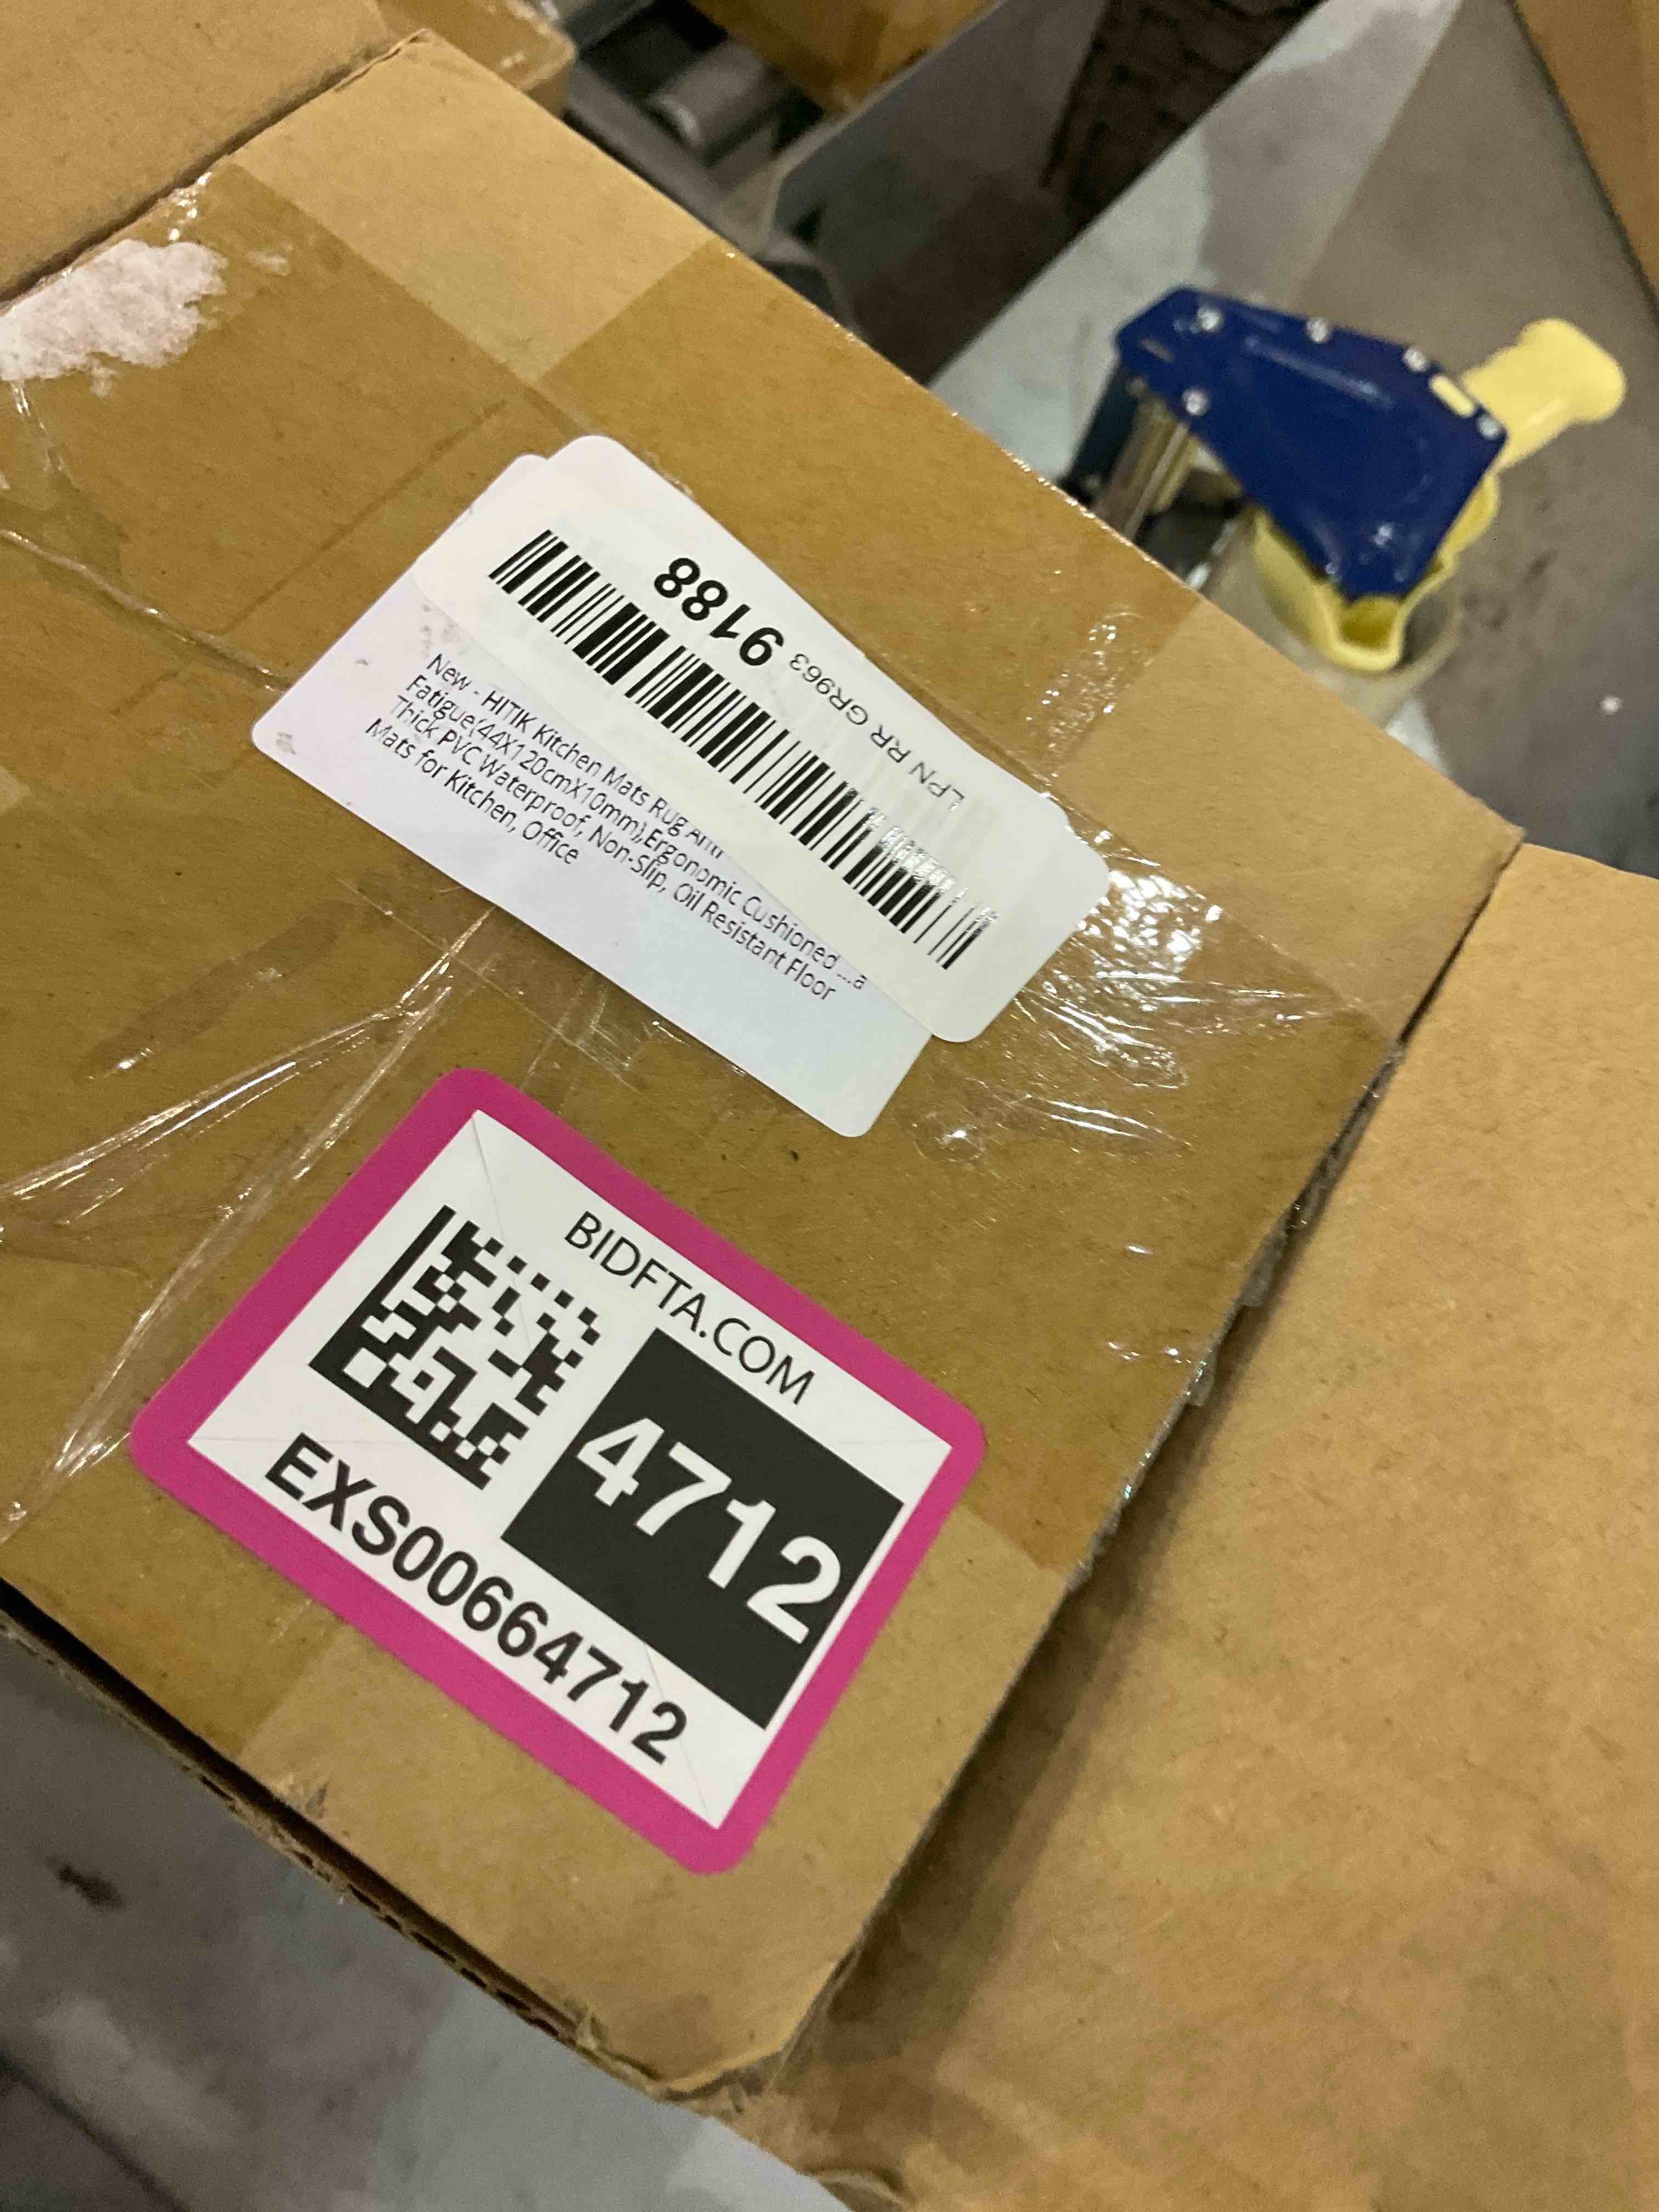 LPN RR GR963 9188
New - HITIK Kitchen Mats Rug Anti
Fatigue(44X120cmX10mm),Ergonomic Cushioned ...a
Thick PVC Waterproof, Non-Slip, Oil Resistant Floor
Mats for Kitchen, Office
BIDFTA.COM
4712
EXS00664712